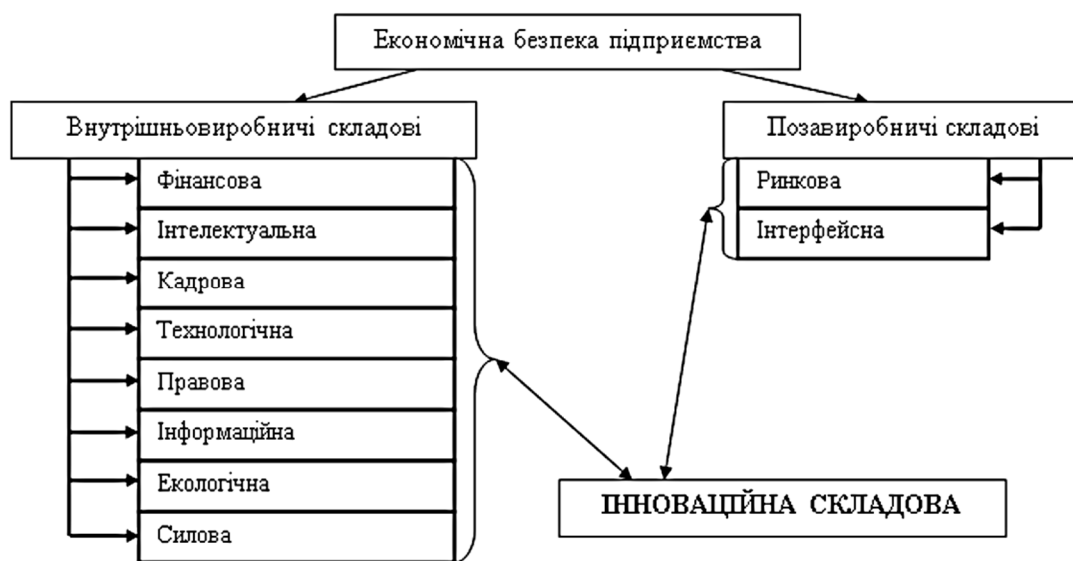 Економічна безпека підприємства
Внутрішньовиробничі складові
Позавиробничі складові
Фінансова
Інтелектуальна
Кадрова
Технологічна
Правова
Інформаційна
Екологічна
Силова
Ринкова
Інтерфейсна
ІННОВАЦІЙНА СКЛАДОВА